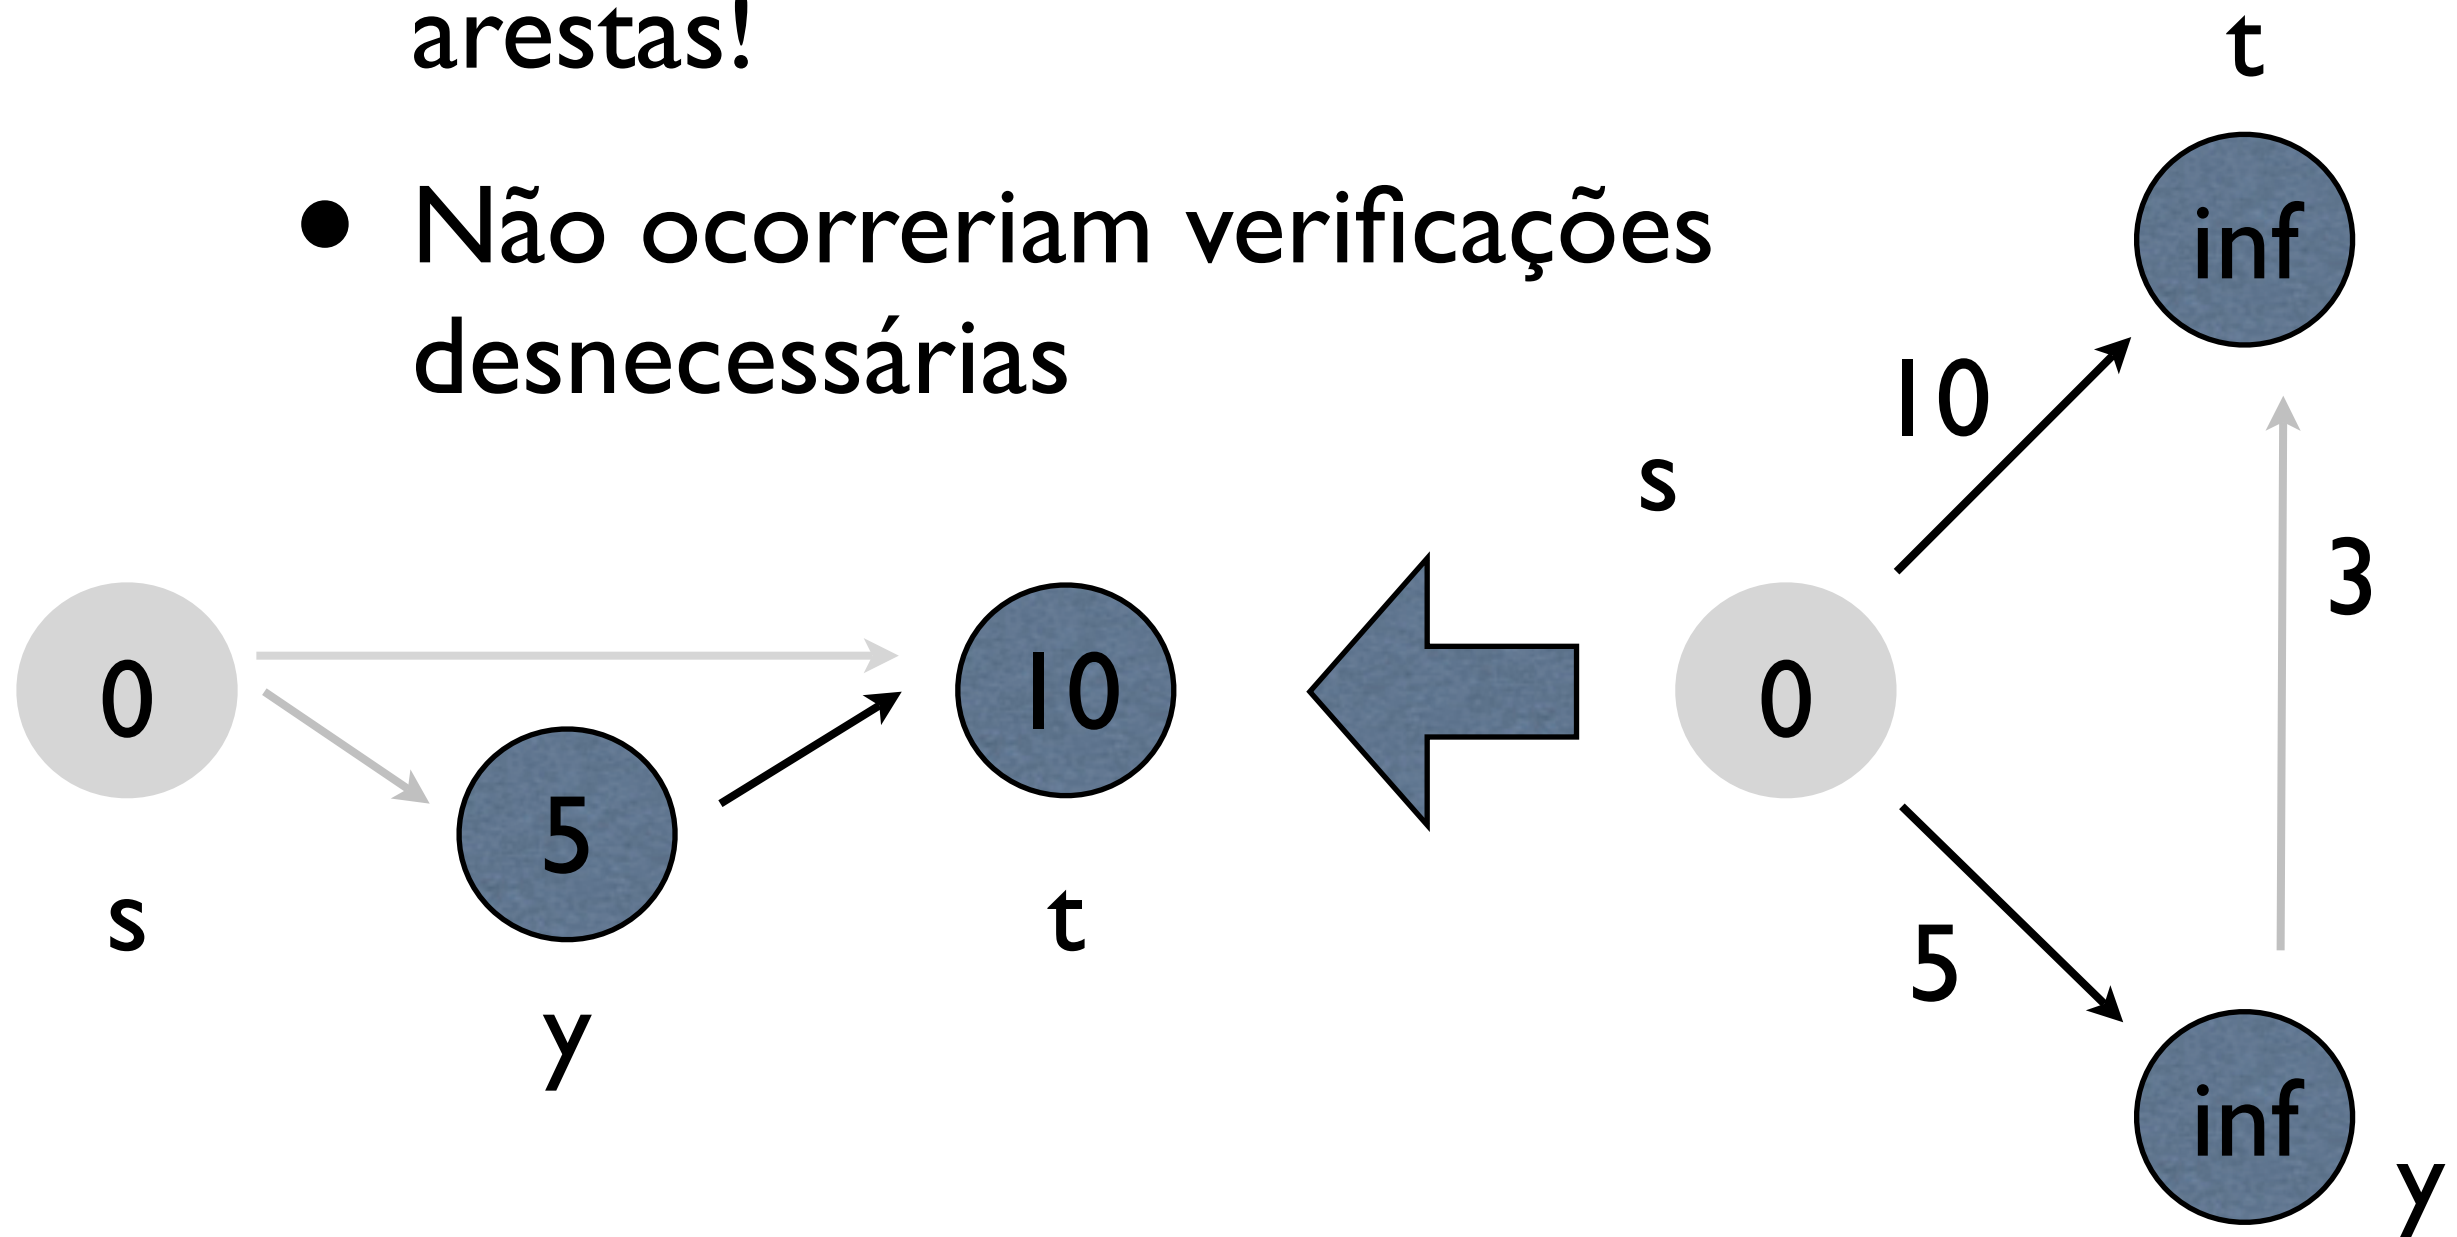 arestas!
• Não ocorreriam verificações
desnecessárias
t
inf
10
s
3
0
10
0
5
s
t
5
y
inf
y